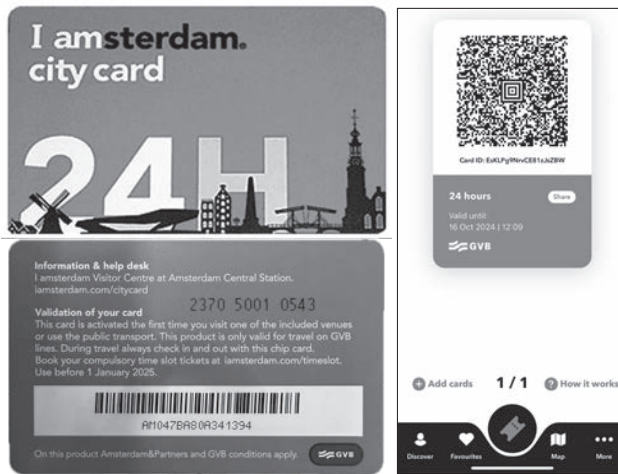 I amsterdam.
city card
24H
Information & help desk
I amsterdam Visitor Centre at Amsterdam Central Station.
iamsterdam.com/citycard
2370 5001 0543
Validation of your card
This card is activated the first time you visit one of the included venues
or use the public transport. This product is only valid for travel on GVB
lines. During travel always check in and out with this chip card.
Book your compulsory time slot tickets at iamsterdam.com/timeslot.
Use before 1 January 2025.
AM047BA80A341394
On this product Amsterdam&Partners and GVB conditions apply.
GVB
Card ID: EsKLPg9NrvCE81zJsZBW
24 hours
Share
Valid until:
16 Oct 2024 | 12:09
GVB
Add cards
1 / 1
? How it works
Discover
Favourites
Map
More